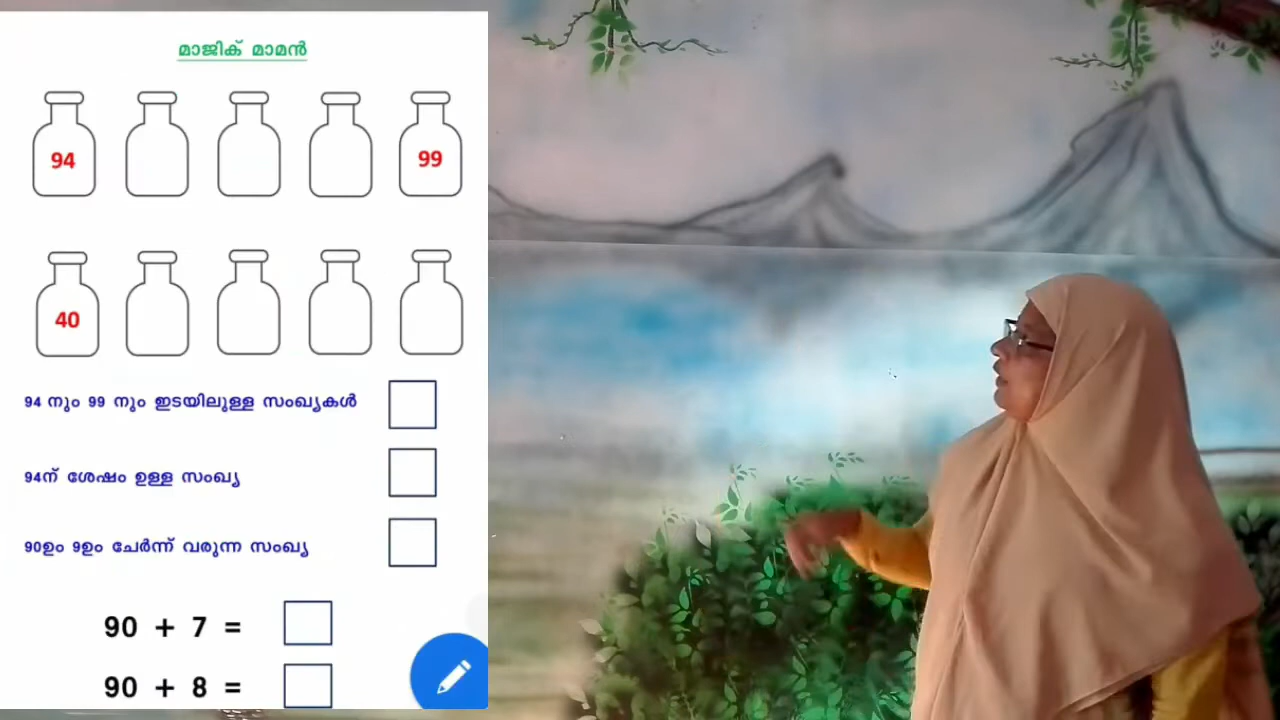 മാജിക് മാമൻ
94 99
40
94 നും 99 നും ഇടയിലുള്ള സംഖ്യകൾ
94ന് ശേഷം ഉള്ള സംഖ്യ
90ഉം 9ഉം ചേർന്ന് വരുന്ന സംഖ്യ
90 + 7 =
90 + 8 =